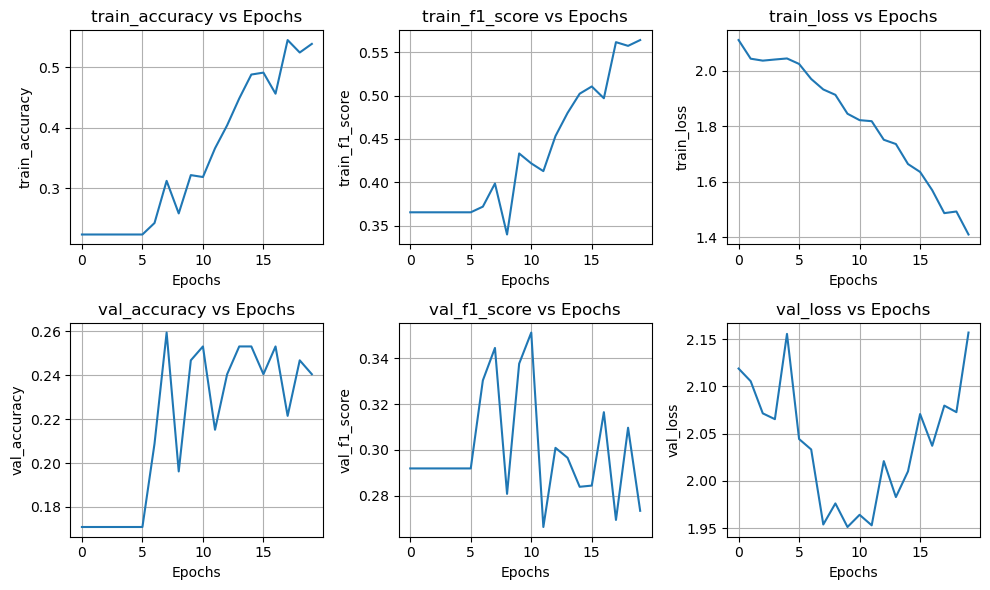 train_accuracy vs Epochs
train_accuracy
0.5
0.4
0.3
0 5 10 15
Epochs
train_f1_score vs Epochs
train_f1_score
0.55
0.50
0.45
0.40
0.35
0 5 10 15
Epochs
train_loss vs Epochs
train_loss
2.0
1.8
1.6
1.4
0 5 10 15
Epochs
val_accuracy vs Epochs
val_accuracy
0.26
0.24
0.22
0.20
0.18
0 5 10 15
Epochs
val_f1_score vs Epochs
val_f1_score
0.34
0.32
0.30
0.28
0 5 10 15
Epochs
val_loss vs Epochs
val_loss
2.15
2.10
2.05
2.00
1.95
0 5 10 15
Epochs